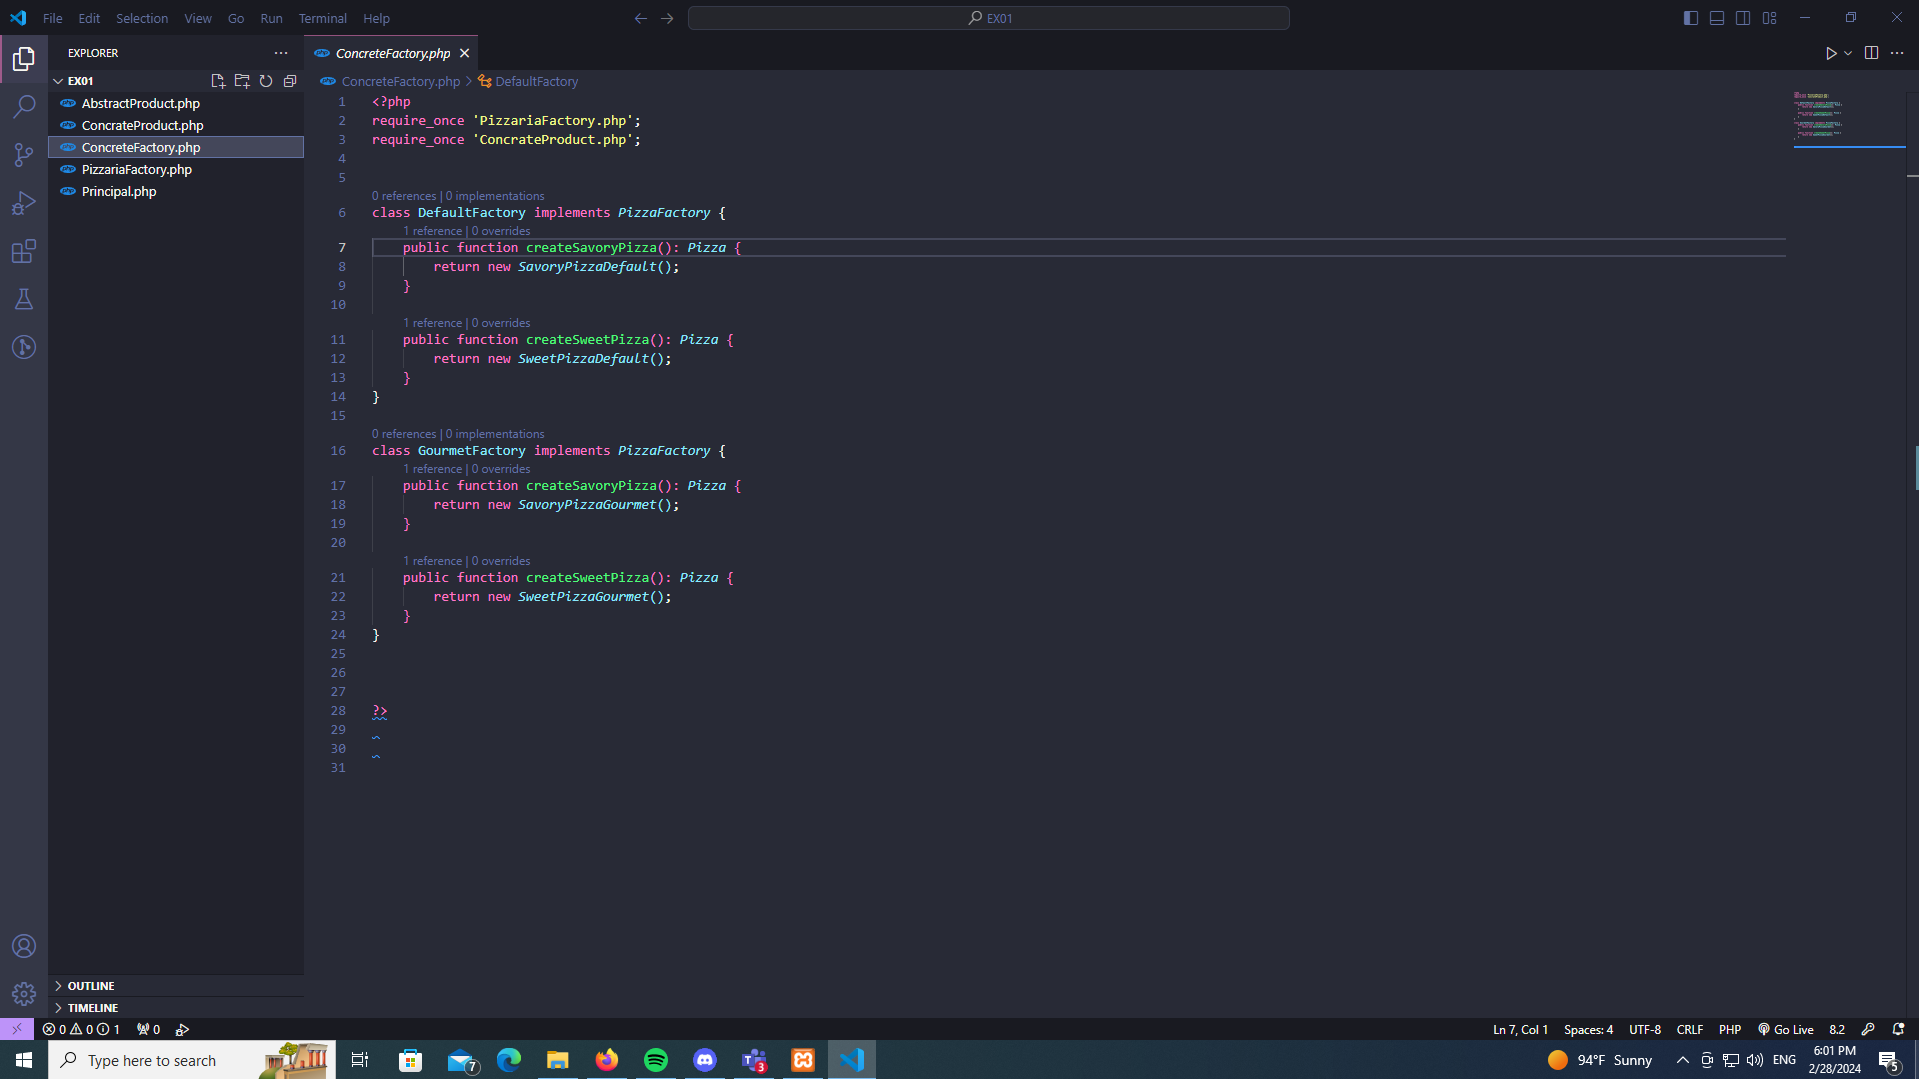 File Edit Selection View Go Run Terminal Help
EX01
EXPLORER
EX01
AbstractProduct.php
ConcrateProduct.php
ConcreteFactory.php
PizzariaFactory.php
Principal.php
OUTLINE
TIMELINE
ConcreteFactory.php
ConcreteFactory.php > DefaultFactory
1 <?php
2 require_once 'PizzariaFactory.php';
3 require_once 'ConcrateProduct.php';
4
5
0 references | 0 implementations
6 class DefaultFactory implements PizzaFactory {
1 reference | 0 overrides
7 public function createSavoryPizza(): Pizza {
8 return new SavoryPizzaDefault();
9 }
10
1 reference | 0 overrides
11 public function createSweetPizza(): Pizza {
12 return new SweetPizzaDefault();
13 }
14 }
15
0 references | 0 implementations
16 class GourmetFactory implements PizzaFactory {
1 reference | 0 overrides
17 public function createSavoryPizza(): Pizza {
18 return new SavoryPizzaGourmet();
19 }
20
1 reference | 0 overrides
21 public function createSweetPizza(): Pizza {
22 return new SweetPizzaGourmet();
23 }
24 }
25
26
27
28 ?>
29
30
31
0 0 1 0
Ln 7, Col 1 Spaces: 4 UTF-8 CRLF PHP Go Live 8.2
Type here to search
7
3
94°F Sunny
ENG
6:01 PM
2/28/2024
5